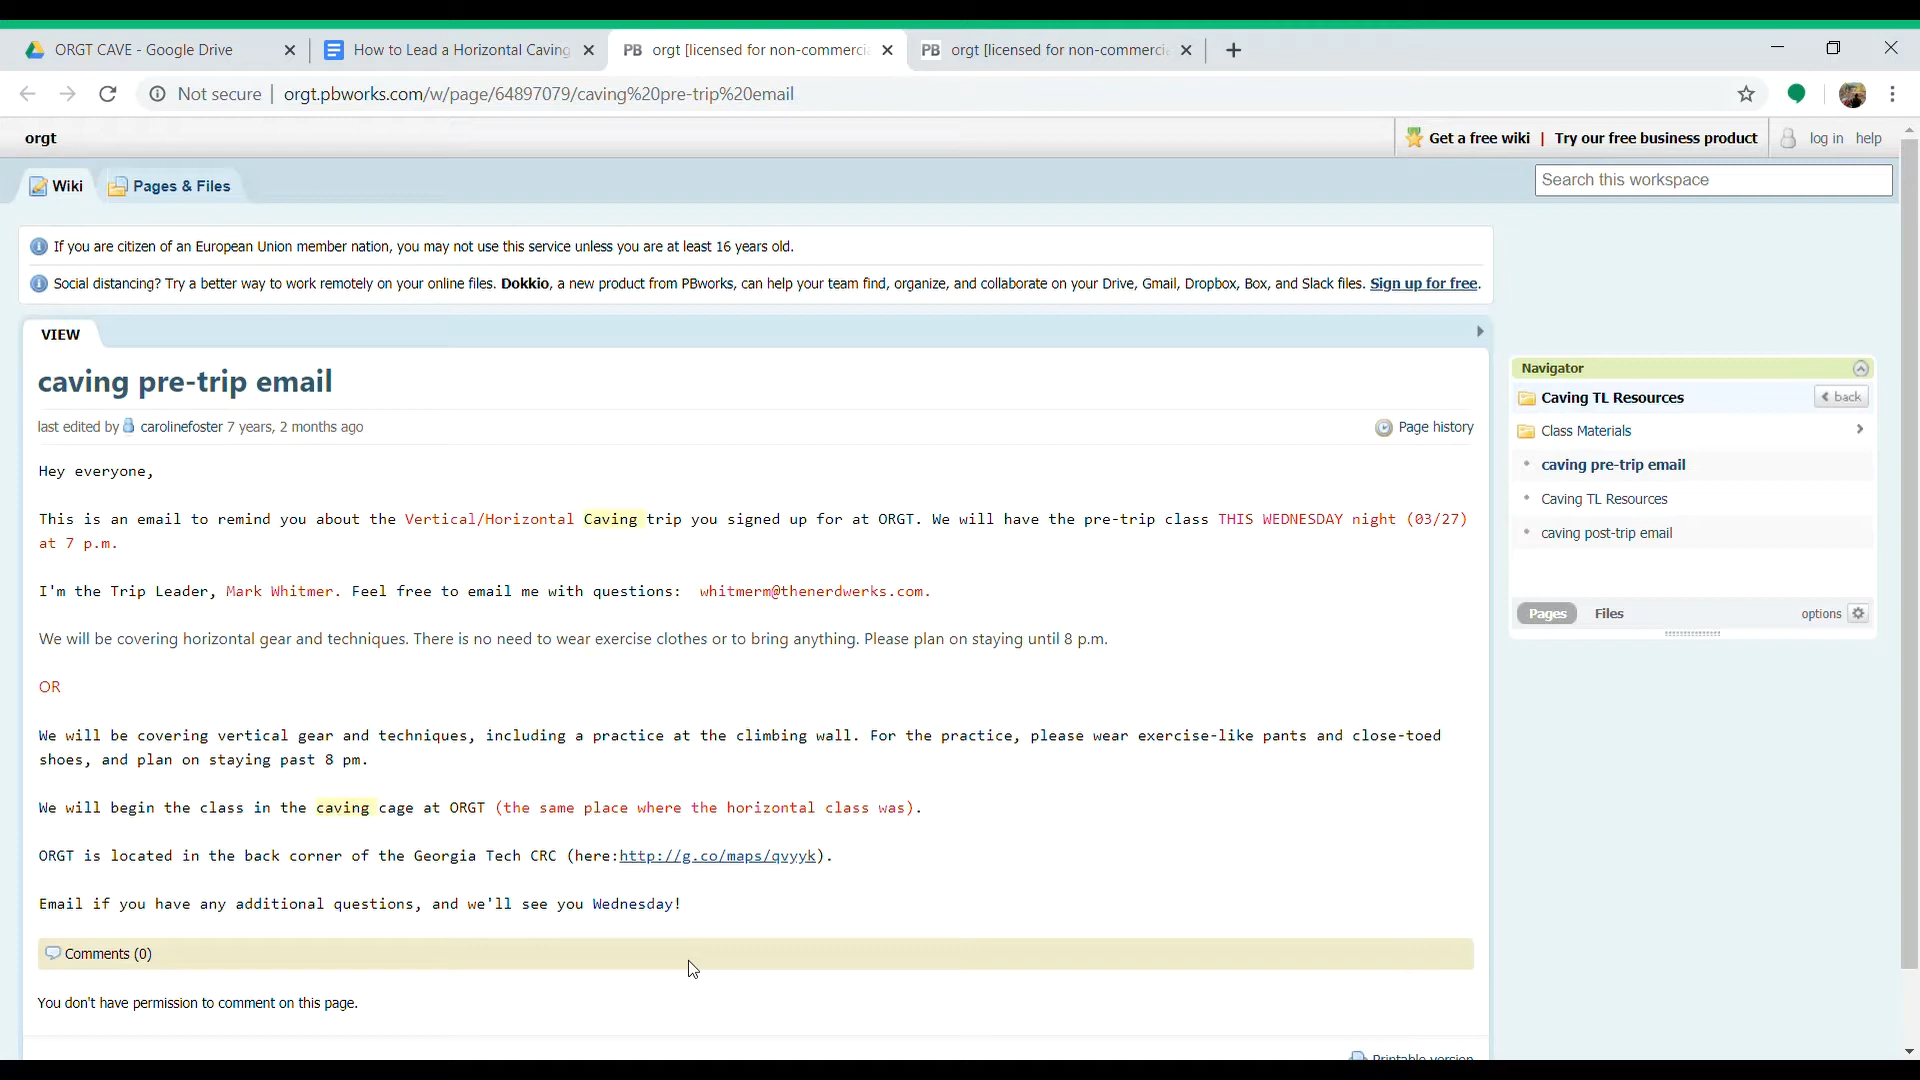 ORGT CAVE - Google Drive
How to Lead a Horizontal Caving
PB orgt [licensed for non-commercia
PB orgt [licensed for non-commercia
Not secure | orgt.pbworks.com/w/page/64897079/caving%20pre-trip%20email
orgt
Get a free wiki | Try our free business product
log in help
Wiki
Pages & Files
Search this workspace
If you are citizen of an European Union member nation, you may not use this service unless you are at least 16 years old.
Social distancing? Try a better way to work remotely on your online files. Dokkio, a new product from PBworks, can help your team find, organize, and collaborate on your Drive, Gmail, Dropbox, Box, and Slack files. Sign up for free.
VIEW
caving pre-trip email
last edited by carolinefoster 7 years, 2 months ago
Page history
Hey everyone,
This is an email to remind you about the Vertical/Horizontal Caving trip you signed up for at ORGT. We will have the pre-trip class THIS WEDNESDAY night (03/27)
at 7 p.m.
I'm the Trip Leader, Mark Whitmer. Feel free to email me with questions: whitmerm@thenerdwerks.com.
We will be covering horizontal gear and techniques. There is no need to wear exercise clothes or to bring anything. Please plan on staying until 8 p.m.
OR
We will be covering vertical gear and techniques, including a practice at the climbing wall. For the practice, please wear exercise-like pants and close-toed
shoes, and plan on staying past 8 pm.
We will begin the class in the caving cage at ORGT (the same place where the horizontal class was).
ORGT is located in the back corner of the Georgia Tech CRC (here:http://g.co/maps/qvyyk).
Email if you have any additional questions, and we'll see you Wednesday!
Comments (0)
You don't have permission to comment on this page.
Printable version
Navigator
Caving TL Resources
back
Class Materials
caving pre-trip email
Caving TL Resources
caving post-trip email
Pages
Files
options